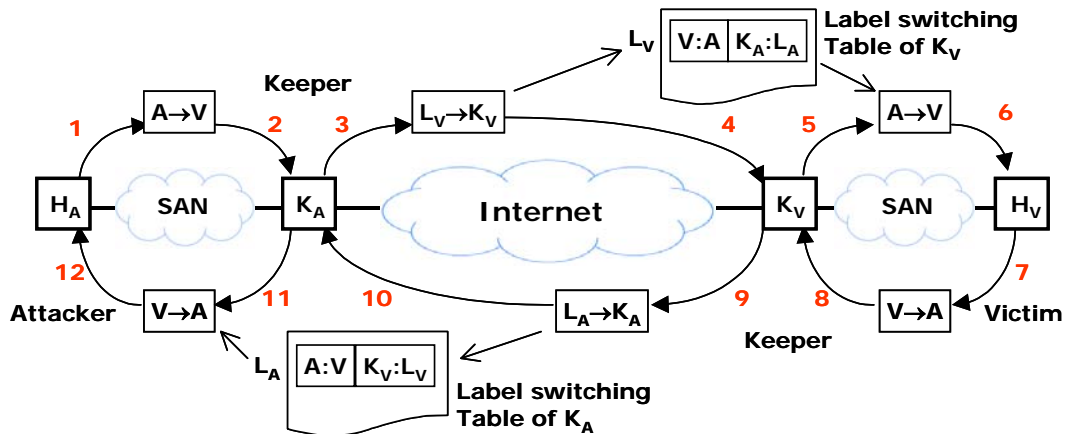 Label switching
Table of K_V
L_V
V:A K_A:L_A
Keeper
A→V
L_V→K_V
A→V
1
2
3
4
5
6
H_A
SAN
K_A
Internet
K_V
SAN
H_V
12
11
10
9
8
7
Attacker
V→A
L_A→K_A
V→A
Victim
Keeper
L_A
A:V K_V:L_V
Label switching
Table of K_A